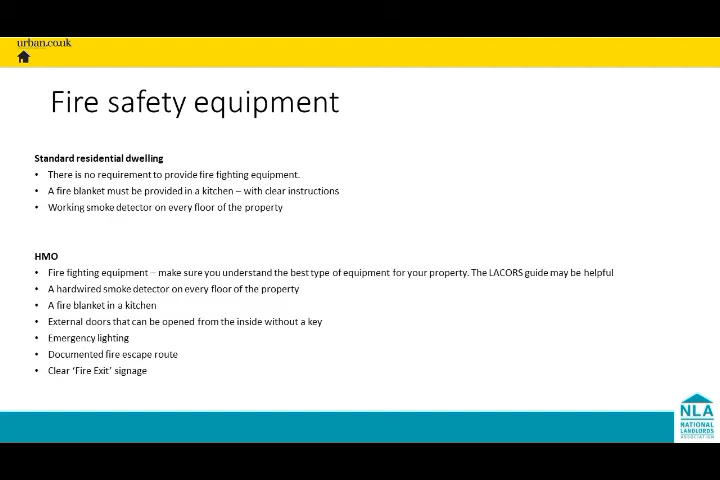 urban.co.uk
Fire safety equipment
Standard residential dwelling
• There is no requirement to provide fire fighting equipment.
• A fire blanket must be provided in a kitchen – with clear instructions
• Working smoke detector on every floor of the property
HMO
• Fire fighting equipment – make sure you understand the best type of equipment for your property. The LACORS guide may be helpful
• A hardwired smoke detector on every floor of the property
• A fire blanket in a kitchen
• External doors that can be opened from the inside without a key
• Emergency lighting
• Documented fire escape route
• Clear ‘Fire Exit’ signage
NLA
NATIONAL
LANDLORDS
ASSOCIATION